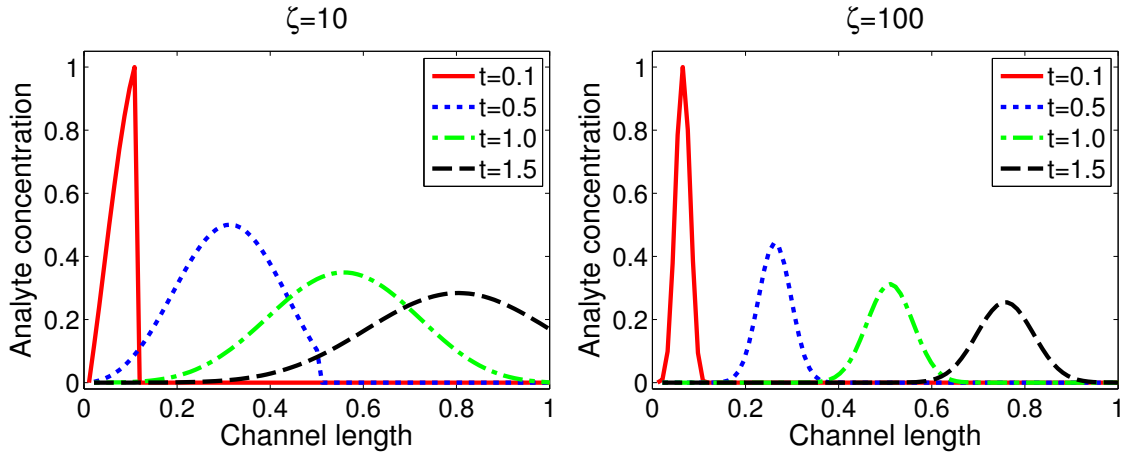 ζ=10
Analyte concentration
1
0.8
0.6
0.4
0.2
0
t=0.1
t=0.5
t=1.0
t=1.5
0 0.2 0.4 0.6 0.8 1
Channel length
ζ=100
Analyte concentration
1
0.8
0.6
0.4
0.2
0
t=0.1
t=0.5
t=1.0
t=1.5
0 0.2 0.4 0.6 0.8 1
Channel length